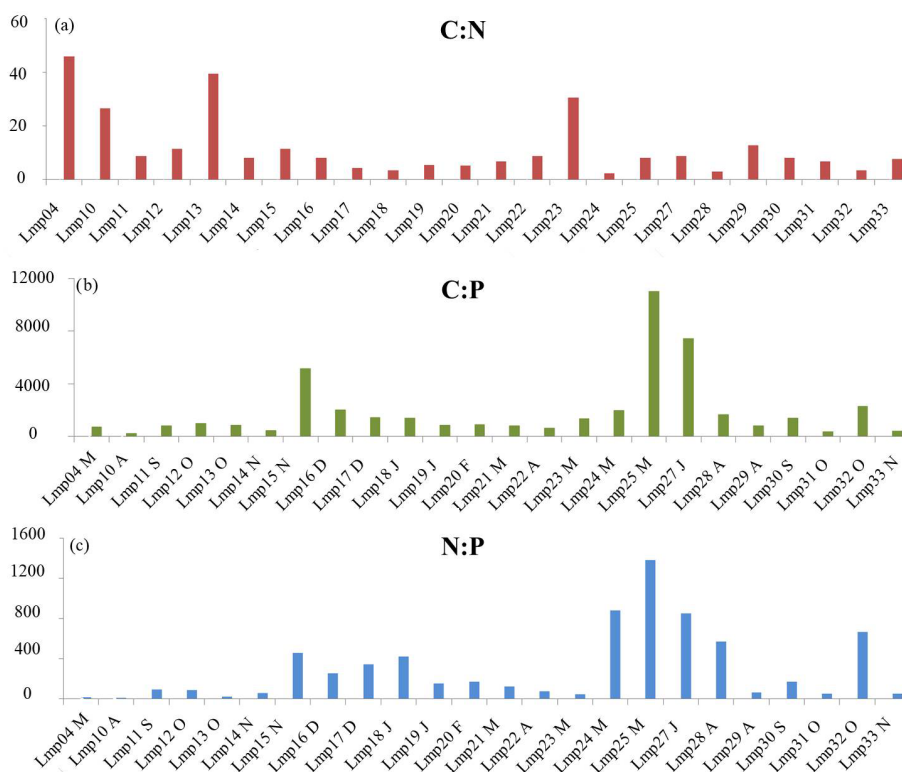 (a)
C:N
60
40
20
0
Lmp04 Lmp10 Lmp11 Lmp12 Lmp13 Lmp14 Lmp15 Lmp16 Lmp17 Lmp18 Lmp19 Lmp20 Lmp21 Lmp22 Lmp23 Lmp24 Lmp25 Lmp27 Lmp28 Lmp29 Lmp30 Lmp31 Lmp32 Lmp33
(b)
C:P
12000
8000
4000
0
Lmp04 M Lmp10 A Lmp11 S Lmp12 O Lmp13 O Lmp14 N Lmp15 N Lmp16 D Lmp17 D Lmp18 J Lmp19 J Lmp20 F Lmp21 M Lmp22 A Lmp23 M Lmp24 M Lmp25 M Lmp27 J Lmp28 A Lmp29 A Lmp30 S Lmp31 O Lmp32 O Lmp33 N
(c)
N:P
1600
1200
800
400
0
Lmp04 M Lmp10 A Lmp11 S Lmp12 O Lmp13 O Lmp14 N Lmp15 N Lmp16 D Lmp17 D Lmp18 J Lmp19 J Lmp20 F Lmp21 M Lmp22 A Lmp23 M Lmp24 M Lmp25 M Lmp27 J Lmp28 A Lmp29 A Lmp30 S Lmp31 O Lmp32 O Lmp33 N